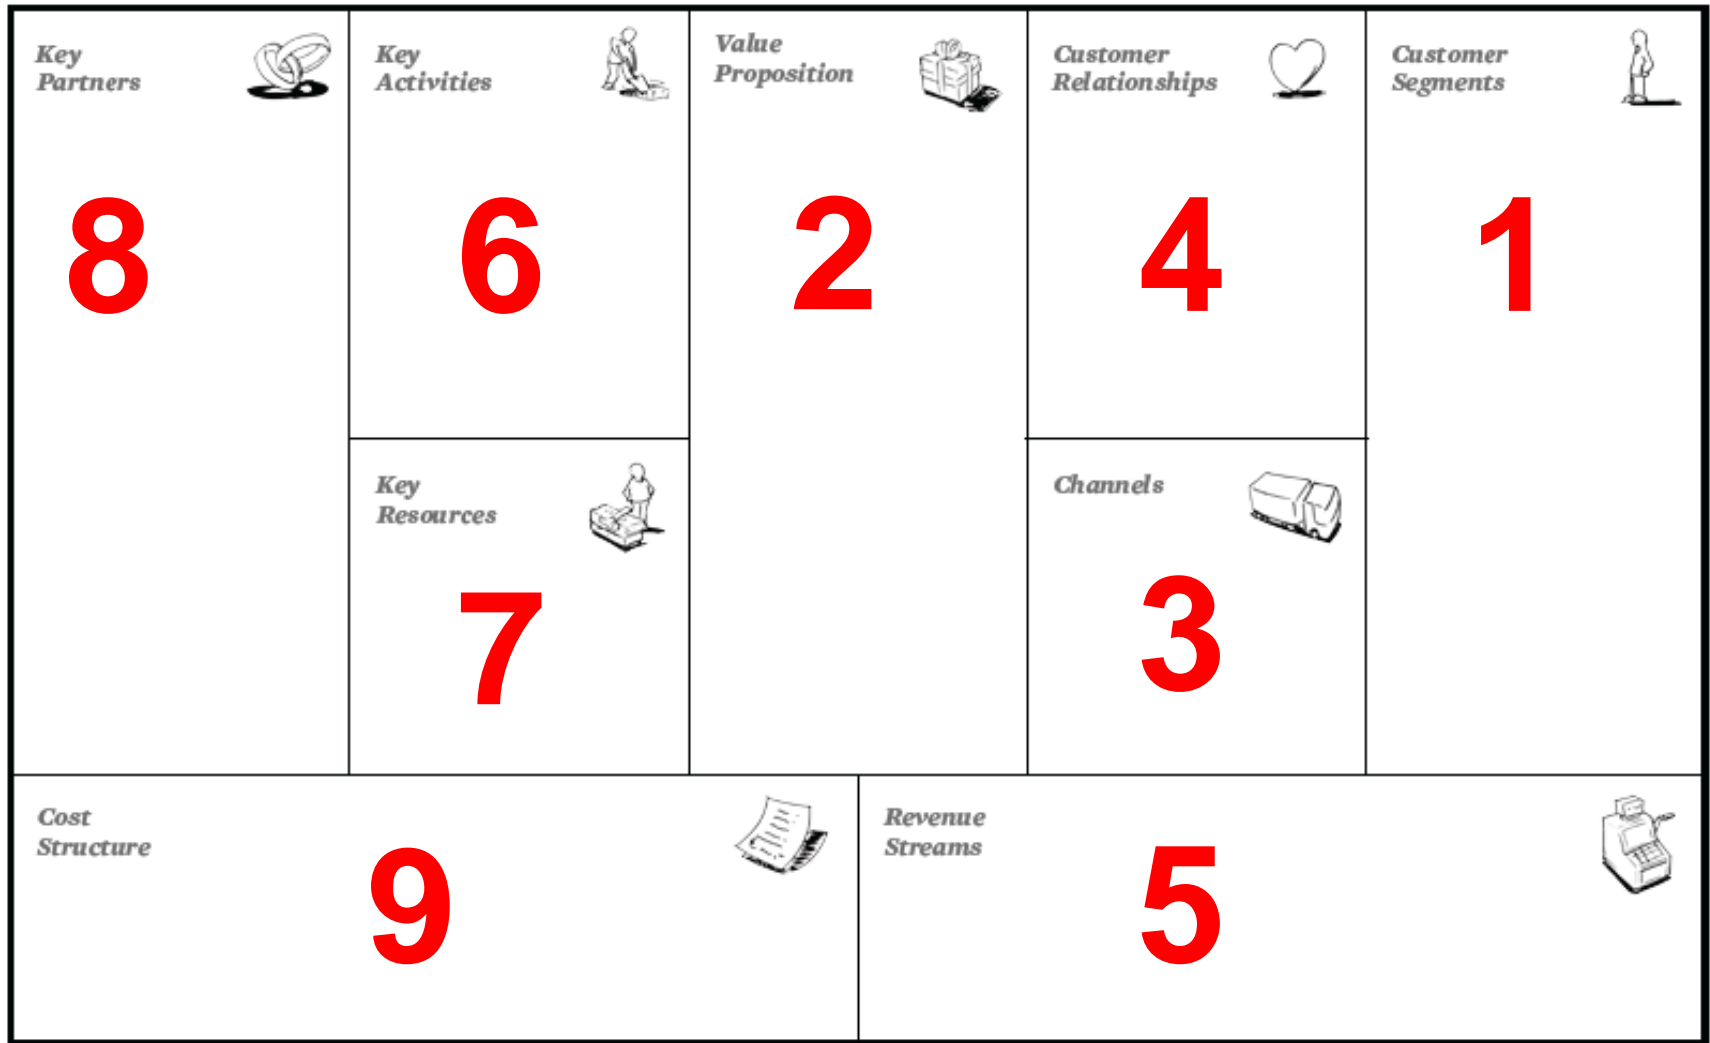 Key
Partners
8
Key
Activities
6
Key
Resources
7
Value
Proposition
2
Customer
Relationships
4
Channels
3
Customer
Segments
1
Cost
Structure
9
Revenue
Streams
5